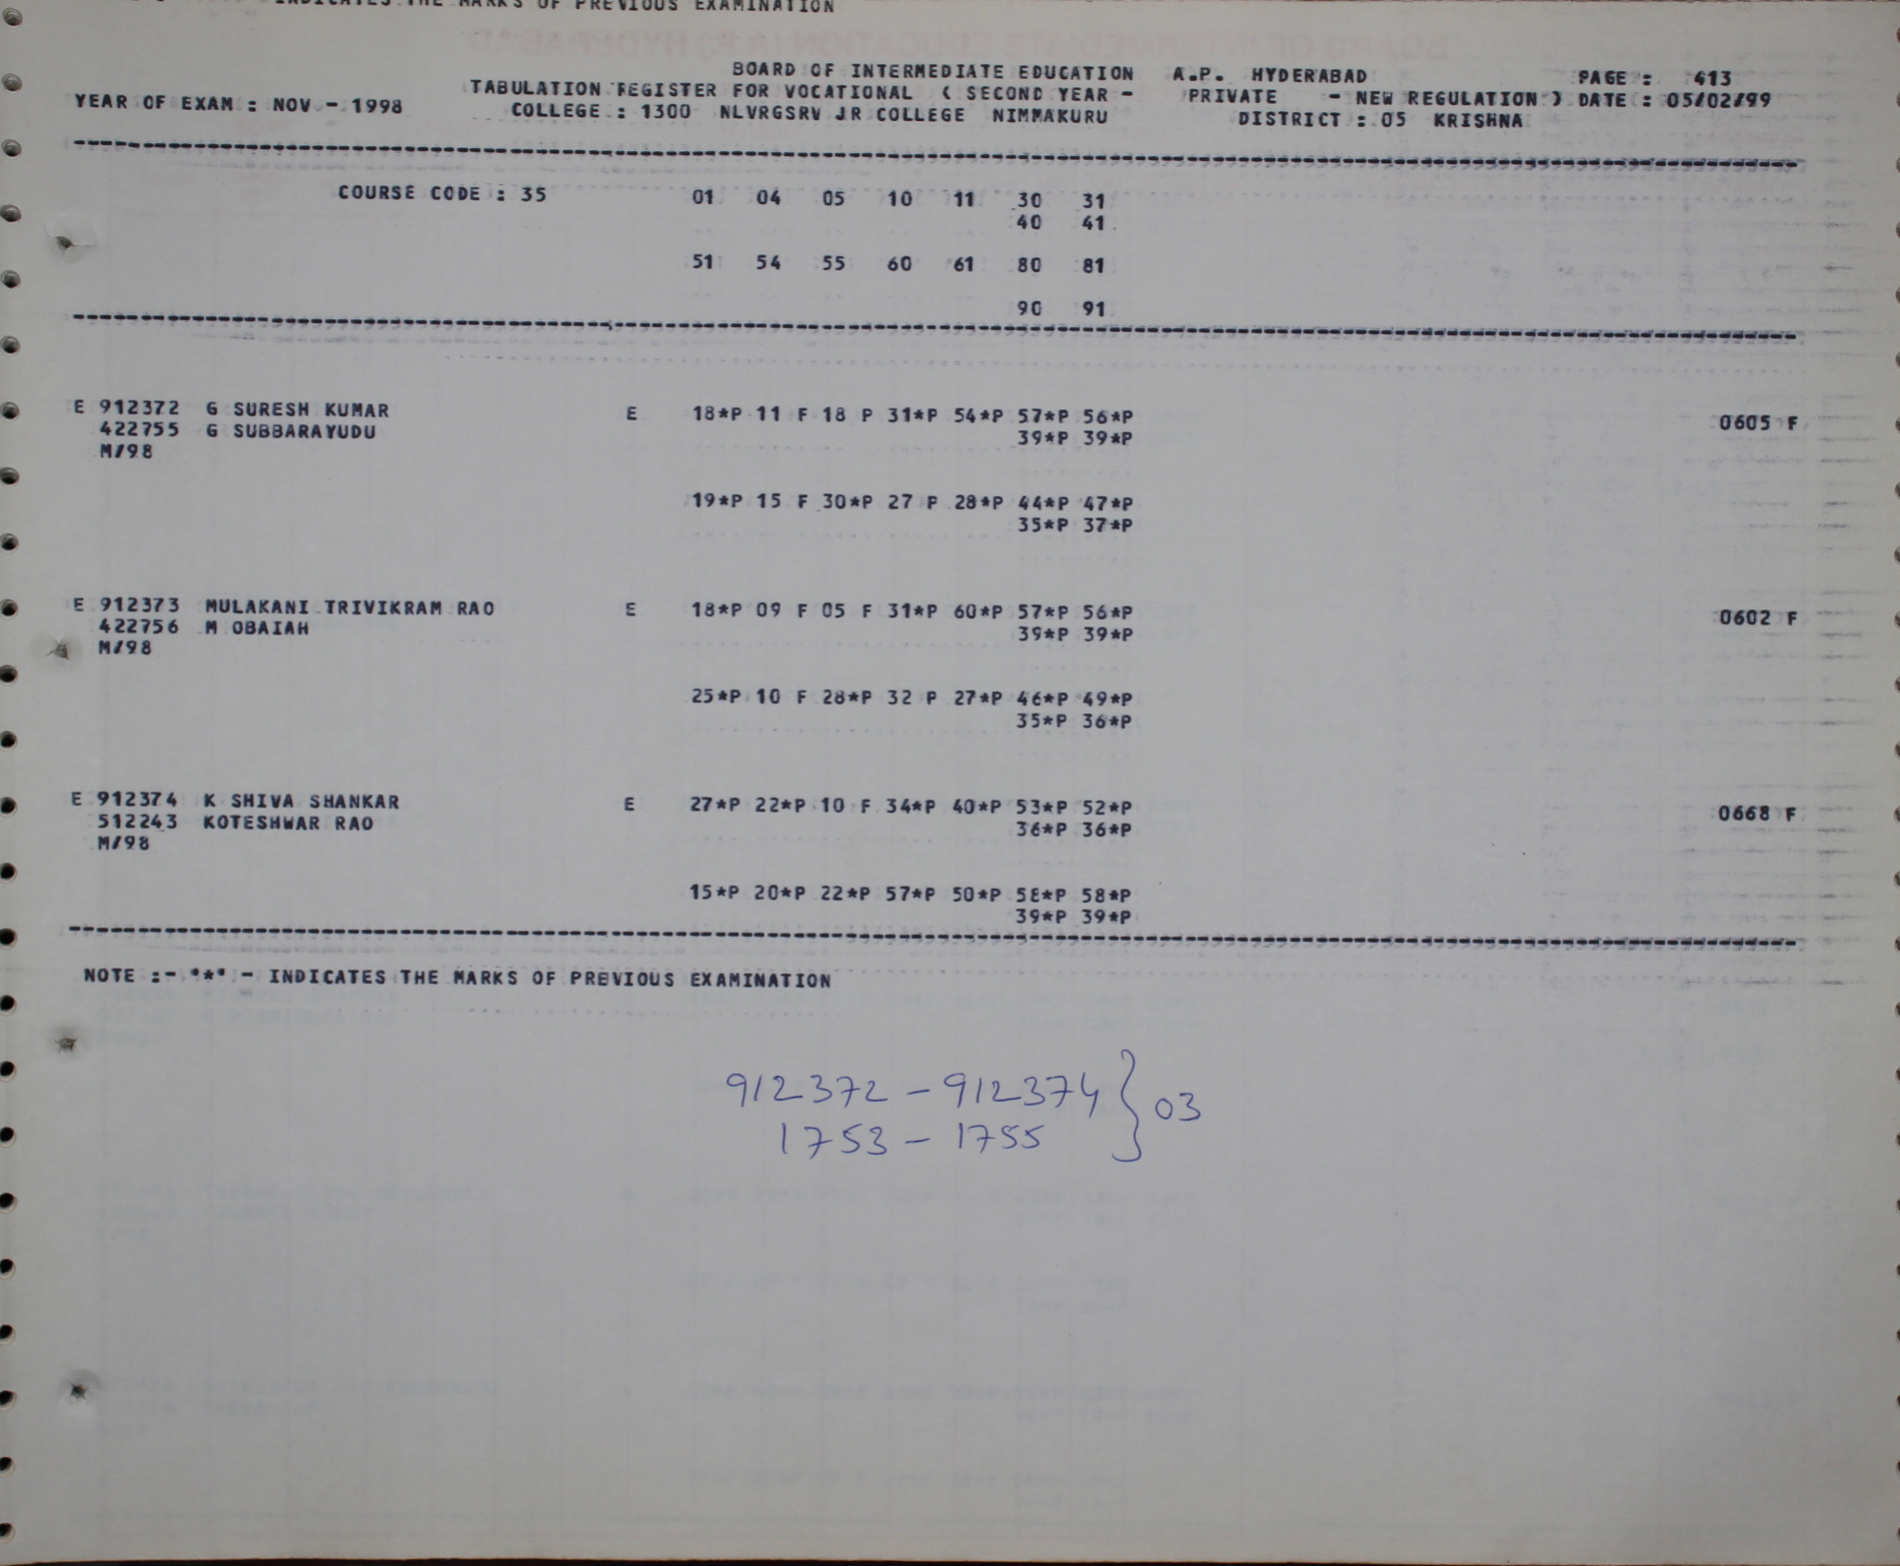 INDICATES THE MARKS OF PREVIOUS EXAMINATION
BOARD OF INTERMEDIATE EDUCATION A.P. HYDERABAD PAGE : 413
YEAR OF EXAM : NOV - 1998 TABULATION REGISTER FOR VOCATIONAL ( SECOND YEAR - PRIVATE - NEW REGULATION ) DATE : 05/02/99
COLLEGE : 1300 NLVRGSRV JR COLLEGE NIMMAKURU DISTRICT : 05 KRISHNA
COURSE CODE : 35 01 04 05 10 11 30 31
40 41
51 54 55 60 61 80 81
90 91
E 912372 G SURESH KUMAR E 18*P 11 F 18 P 31*P 54*P 57*P 56*P 0605 F
422755 G SUBBARAYUDU 39*P 39*P
M/98
19*P 15 F 30*P 27 P 28*P 44*P 47*P
35*P 37*P
E 912373 MULAKANI TRIVIKRAM RAO E 18*P 09 F 05 F 31*P 60*P 57*P 56*P 0602 F
422756 M OBAIAH 39*P 39*P
M/98
25*P 10 F 28*P 32 P 27*P 46*P 49*P
35*P 36*P
E 912374 K SHIVA SHANKAR E 27*P 22*P 10 F 34*P 40*P 53*P 52*P 0668 F
512243 KOTESHWAR RAO 36*P 36*P
M/98
15*P 20*P 22*P 57*P 50*P 58*P 58*P
39*P 39*P
NOTE :- "*" - INDICATES THE MARKS OF PREVIOUS EXAMINATION
912372 - 912374 } 03
1753 - 1755